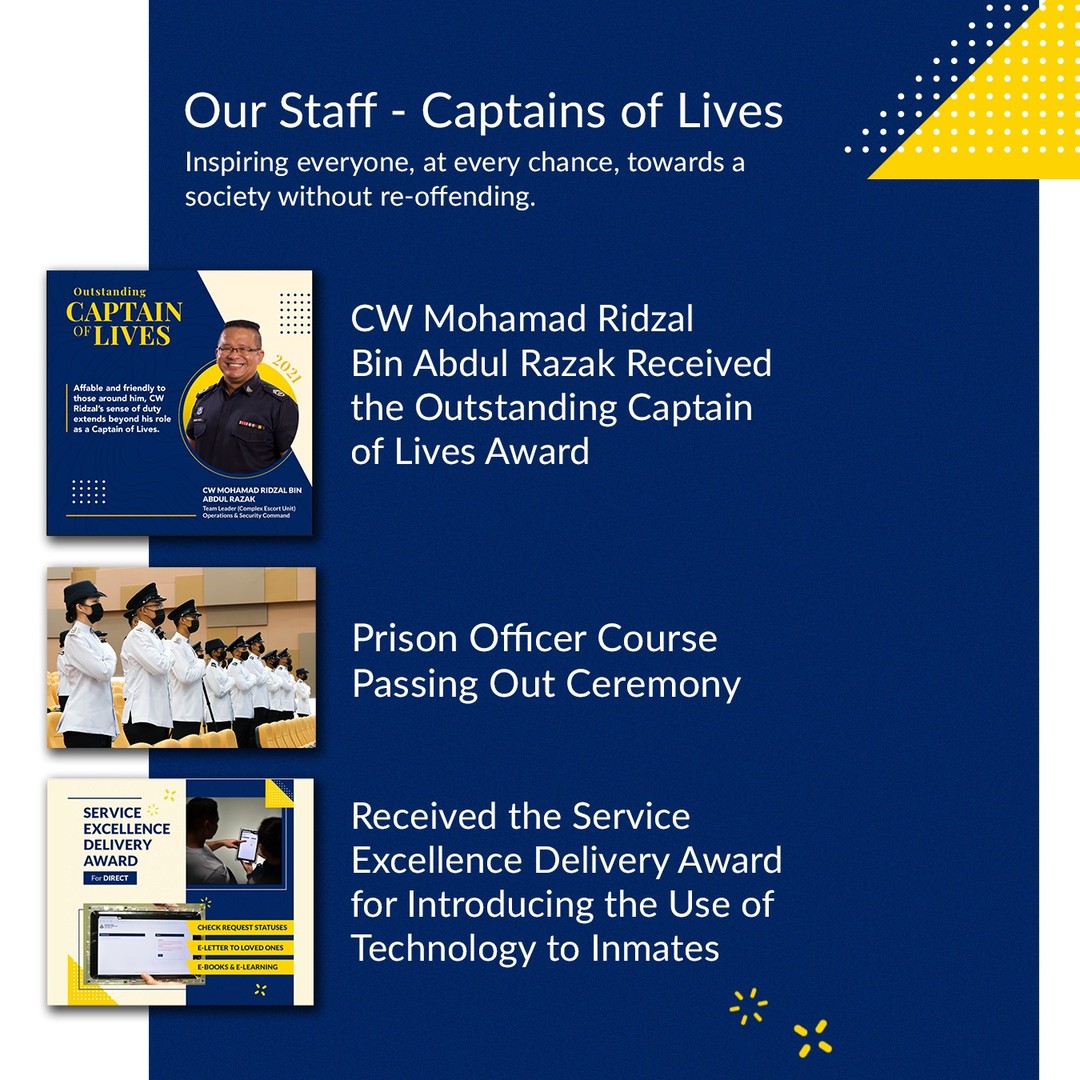 Our Staff - Captains of Lives
Inspiring everyone, at every chance, towards a
society without re-offending.
Outstanding
CAPTAIN
OF LIVES
2021
Affable and friendly to
those around him, CW
Ridzal's sense of duty
extends beyond his role
as a Captain of Lives.
CW MOHAMAD RIDZAL BIN
ABDUL RAZAK
Team Leader (Complex Escort Unit)
Operations & Security Command
CW Mohamad Ridzal
Bin Abdul Razak Received
the Outstanding Captain
of Lives Award
Prison Officer Course
Passing Out Ceremony
SERVICE
EXCELLENCE
DELIVERY
AWARD
For DIRECT
CHECK REQUEST STATUSES
E-LETTER TO LOVED ONES
E-BOOKS & E-LEARNING
Received the Service
Excellence Delivery Award
for Introducing the Use of
Technology to Inmates